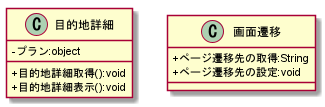 C 目的地詳細
-プラン:object
+目的地詳細取得():void
+目的地詳細表示():void
C 画面遷移
+ページ遷移先の取得:String
+ページ遷移先の設定:void